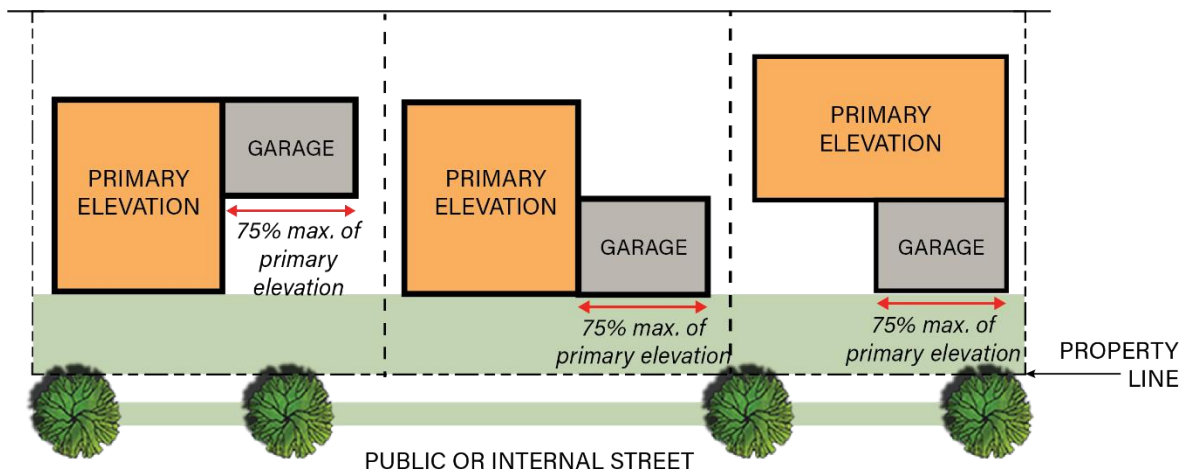 PRIMARY
ELEVATION
GARAGE
75% max. of
primary
elevation
PRIMARY
ELEVATION
GARAGE
75% max. of
primary elevation
PRIMARY
ELEVATION
GARAGE
75% max. of
primary elevation
PROPERTY
LINE
PUBLIC OR INTERNAL STREET